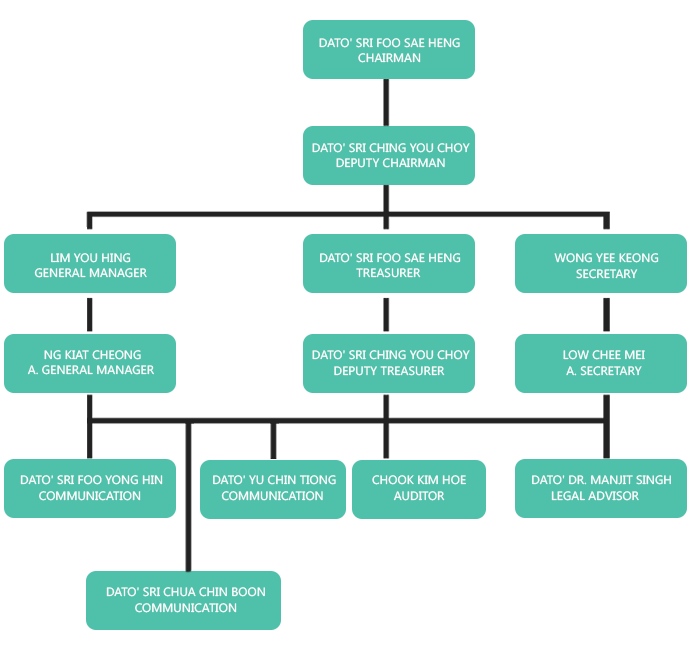 DATO' SRI FOO SAE HENG
CHAIRMAN
DATO' SRI CHING YOU CHOY
DEPUTY CHAIRMAN
LIM YOU HING
GENERAL MANAGER
DATO' SRI FOO SAE HENG
TREASURER
WONG YEE KEONG
SECRETARY
NG KIAT CHEONG
A. GENERAL MANAGER
DATO' SRI CHING YOU CHOY
DEPUTY TREASURER
LOW CHEE MEI
A. SECRETARY
DATO' SRI FOO YONG HIN
COMMUNICATION
DATO' YU CHIN TIONG
COMMUNICATION
CHOOK KIM HOE
AUDITOR
DATO' DR. MANJIT SINGH
LEGAL ADVISOR
DATO' SRI CHUA CHIN BOON
COMMUNICATION